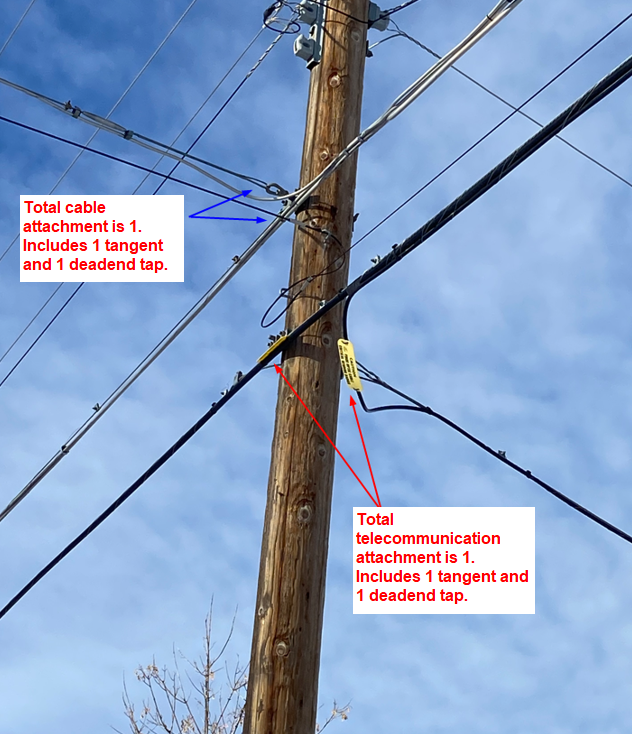 Total cable
attachment is 1.
Includes 1 tangent
and 1 deadend tap.
Total
telecommunication
attachment is 1.
Includes 1 tangent and
1 deadend tap.